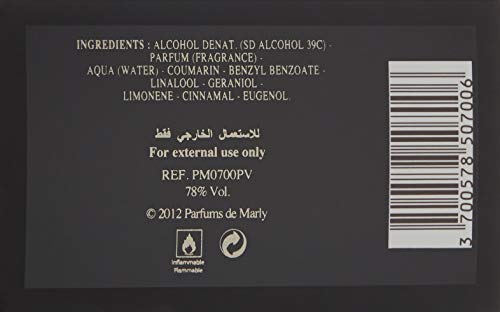 INGREDIENTS : ALCOHOL DENAT. (SD ALCOHOL 39C) -
PARFUM (FRAGRANCE) -
AQUA (WATER) - COUMARIN - BENZYL BENZOATE -
LINALOOL - GERANIOL -
LIMONENE - CINNAMAL - EUGENOL.
للاستعمال الخارجي فقط
For external use only
REF. PM0700PV
78% Vol.
© 2012 Parfums de Marly
inflammable
Flammable
3 700578 507006